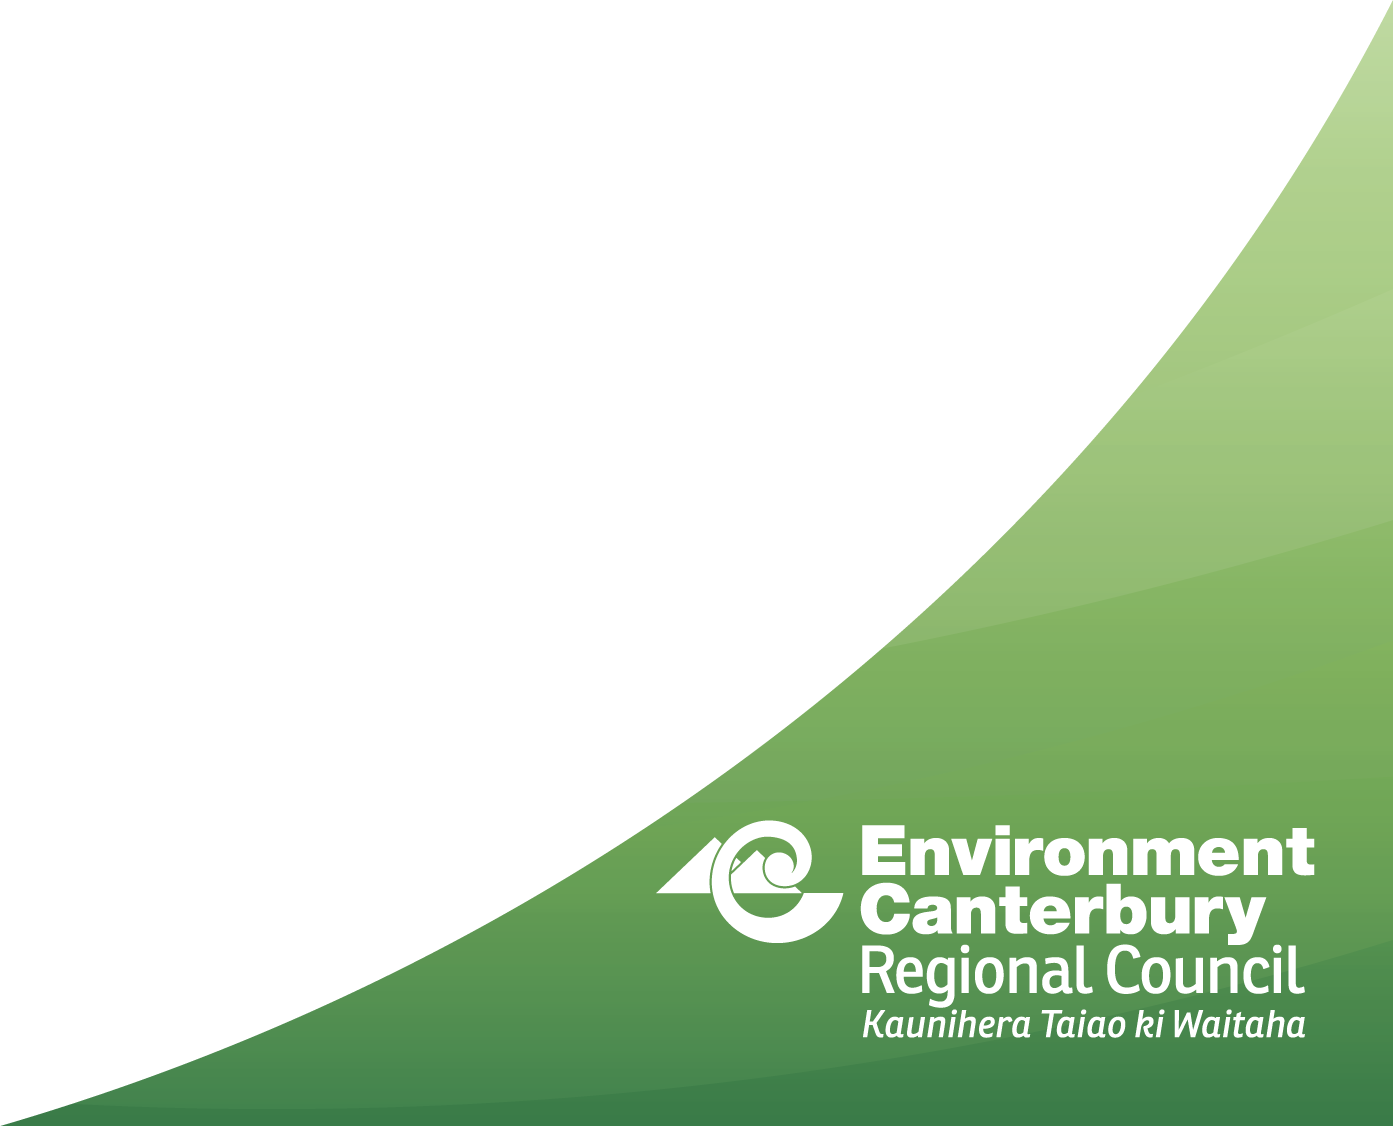 Environment
Canterbury
Regional Council
Kaunihera Taiao ki Waitaha